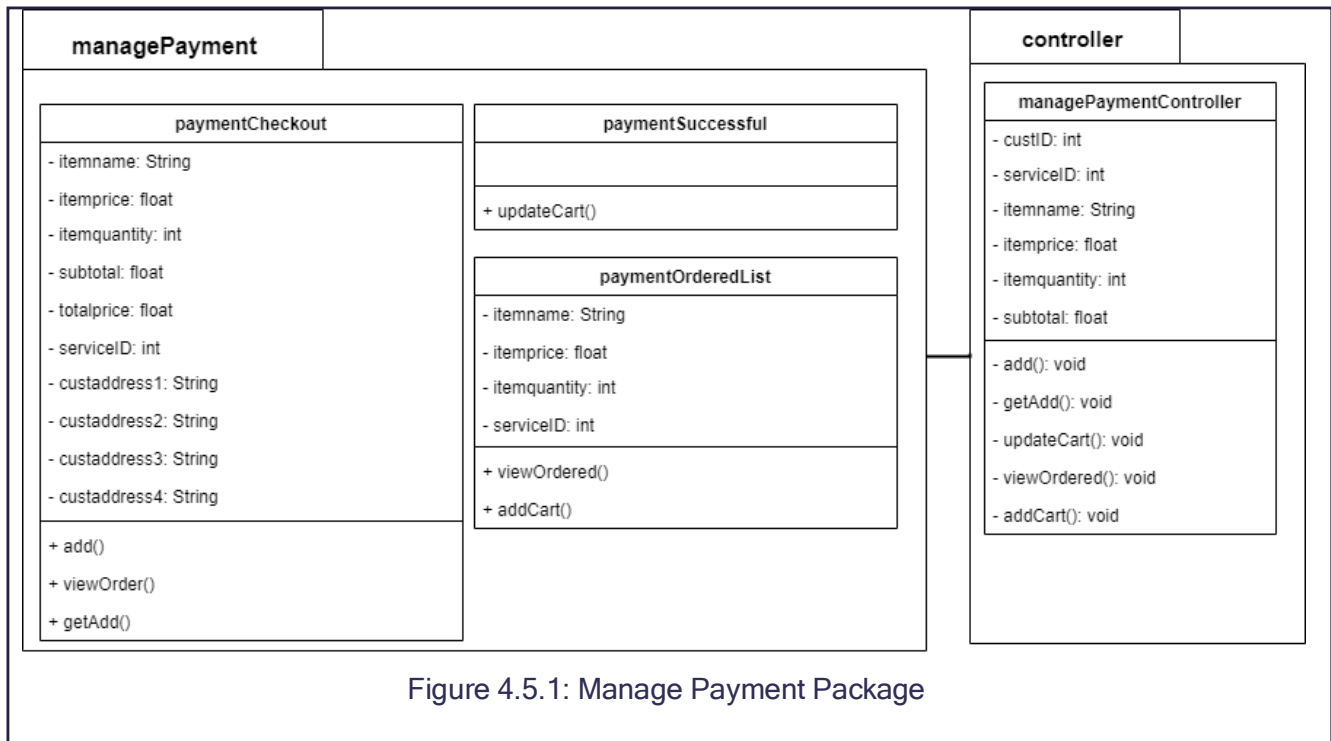 managePayment
paymentCheckout
- itemname: String
- itemprice: float
- itemquantity: int
- subtotal: float
- totalprice: float
- serviceID: int
- custaddress1: String
- custaddress2: String
- custaddress3: String
- custaddress4: String
+ add()
+ viewOrder()
+ getAdd()
paymentSuccessful
+ updateCart()
paymentOrderedList
- itemname: String
- itemprice: float
- itemquantity: int
- serviceID: int
+ viewOrdered()
+ addCart()
controller
managePaymentController
- custID: int
- serviceID: int
- itemname: String
- itemprice: float
- itemquantity: int
- subtotal: float
- add(): void
- getAdd(): void
- updateCart(): void
- viewOrdered(): void
- addCart(): void
Figure 4.5.1: Manage Payment Package